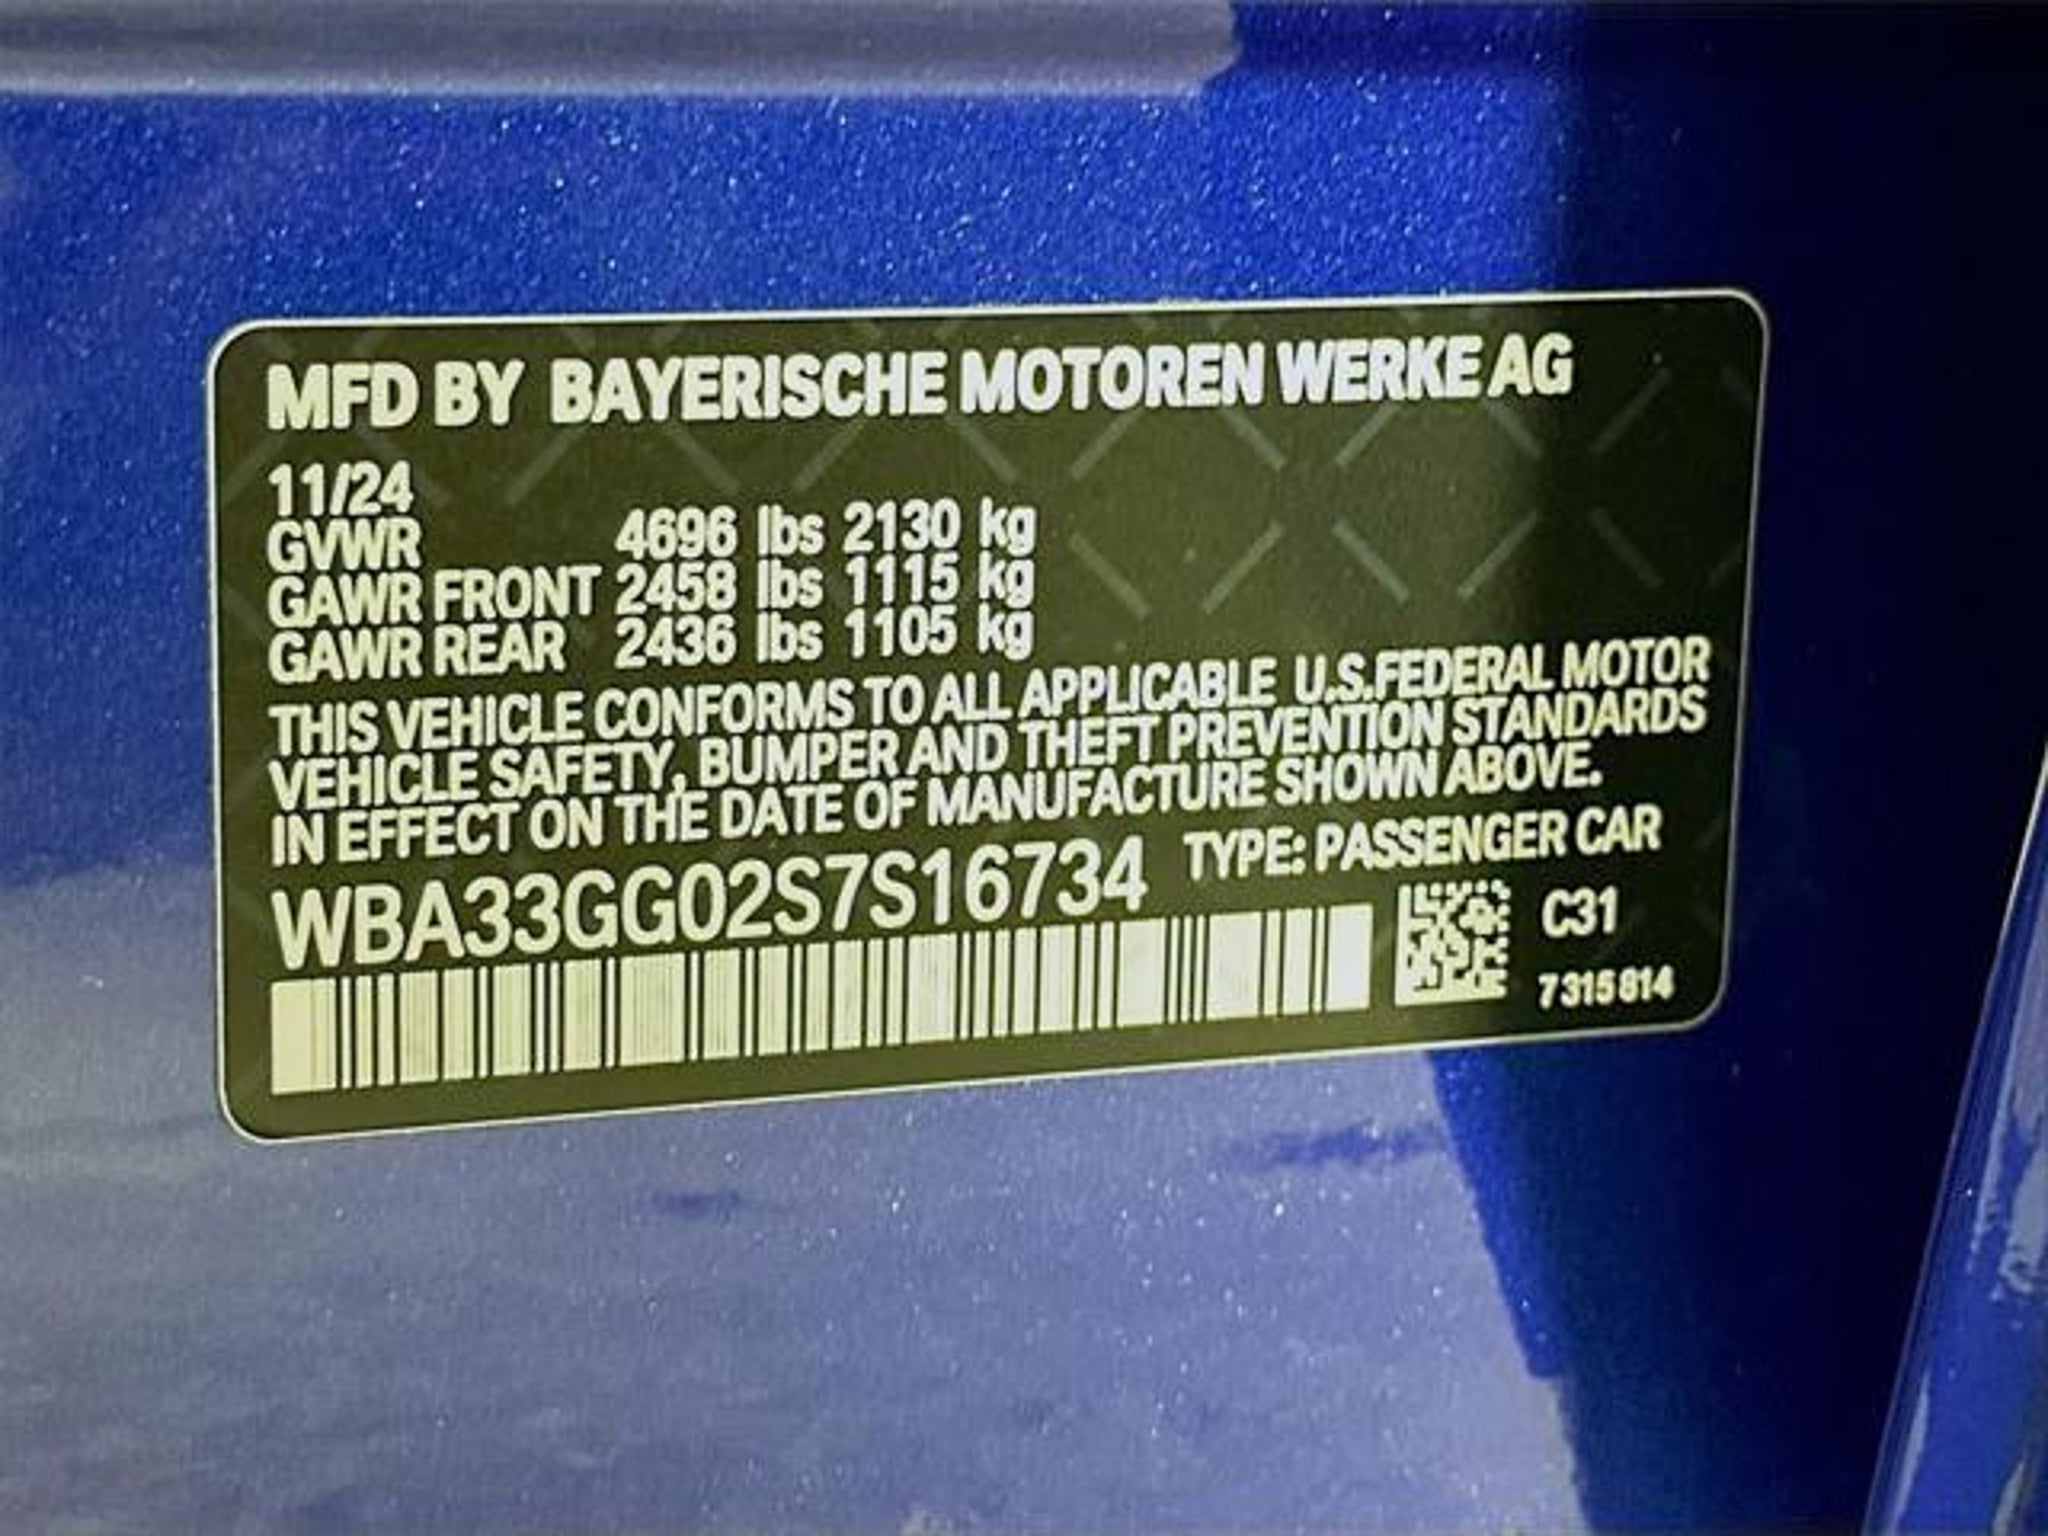 MFD BY BAYERISCHE MOTOREN WERKE AG
11/24
GVWR 4696 lbs 2130 kg
GAWR FRONT 2458 lbs 1115 kg
GAWR REAR 2436 lbs 1105 kg
THIS VEHICLE CONFORMS TO ALL APPLICABLE U.S.FEDERAL MOTOR
VEHICLE SAFETY, BUMPER AND THEFT PREVENTION STANDARDS
IN EFFECT ON THE DATE OF MANUFACTURE SHOWN ABOVE.
WBA33GG02S7S16734 TYPE: PASSENGER CAR
C31
7315814